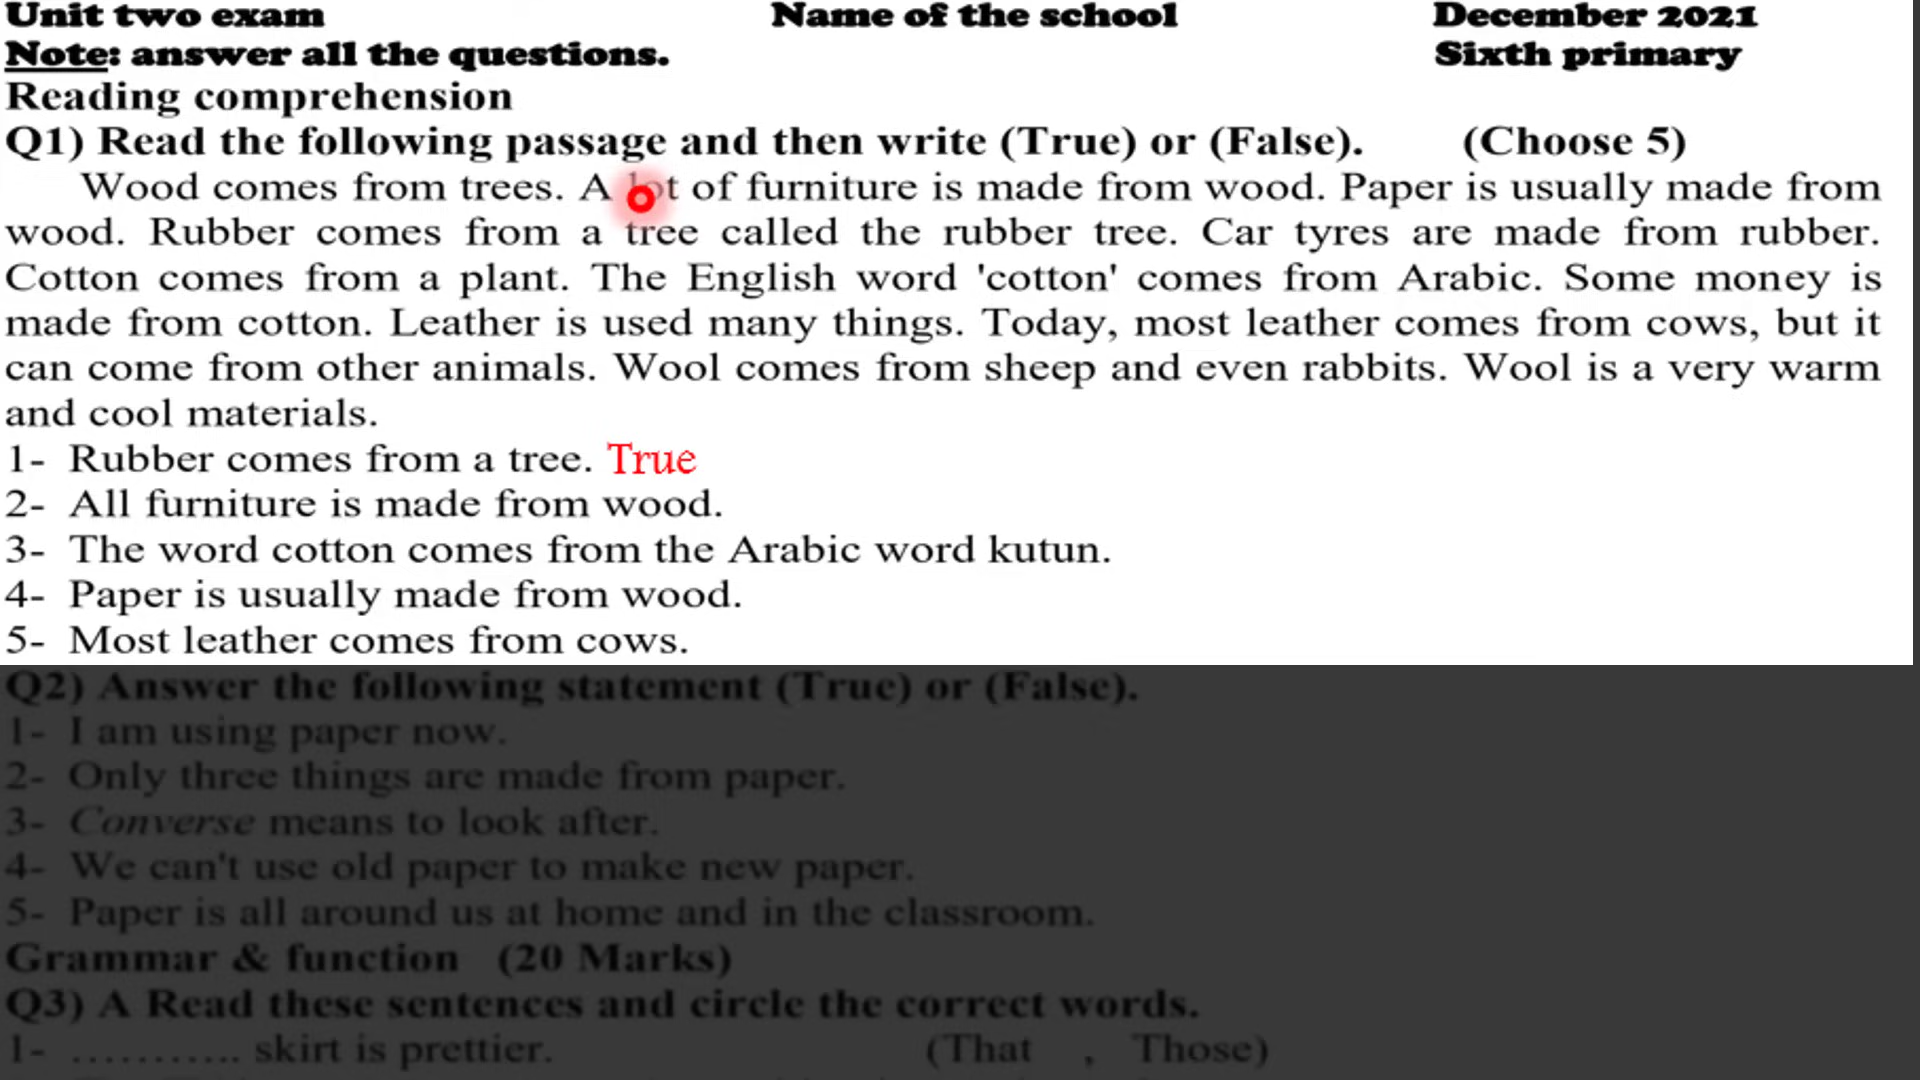 Unit two exam Name of the school December 2021
Note: answer all the questions. Sixth primary
Reading comprehension
Q1) Read the following passage and then write (True) or (False). (Choose 5)
Wood comes from trees. A lot of furniture is made from wood. Paper is usually made from
wood. Rubber comes from a tree called the rubber tree. Car tyres are made from rubber.
Cotton comes from a plant. The English word 'cotton' comes from Arabic. Some money is
made from cotton. Leather is used many things. Today, most leather comes from cows, but it
can come from other animals. Wool comes from sheep and even rabbits. Wool is a very warm
and cool materials.
1- Rubber comes from a tree. True
2- All furniture is made from wood.
3- The word cotton comes from the Arabic word kutun.
4- Paper is usually made from wood.
5- Most leather comes from cows.
Q2) Answer the following statement (True) or (False).
1- I am using paper now.
2- Only three things are made from paper.
3- Converse means to look after.
4- We can't use old paper to make new paper.
5- Paper is all around us at home and in the classroom.
Grammar & function (20 Marks)
Q3) A Read these sentences and circle the correct words.
1- ........... skirt is prettier. (That , Those)